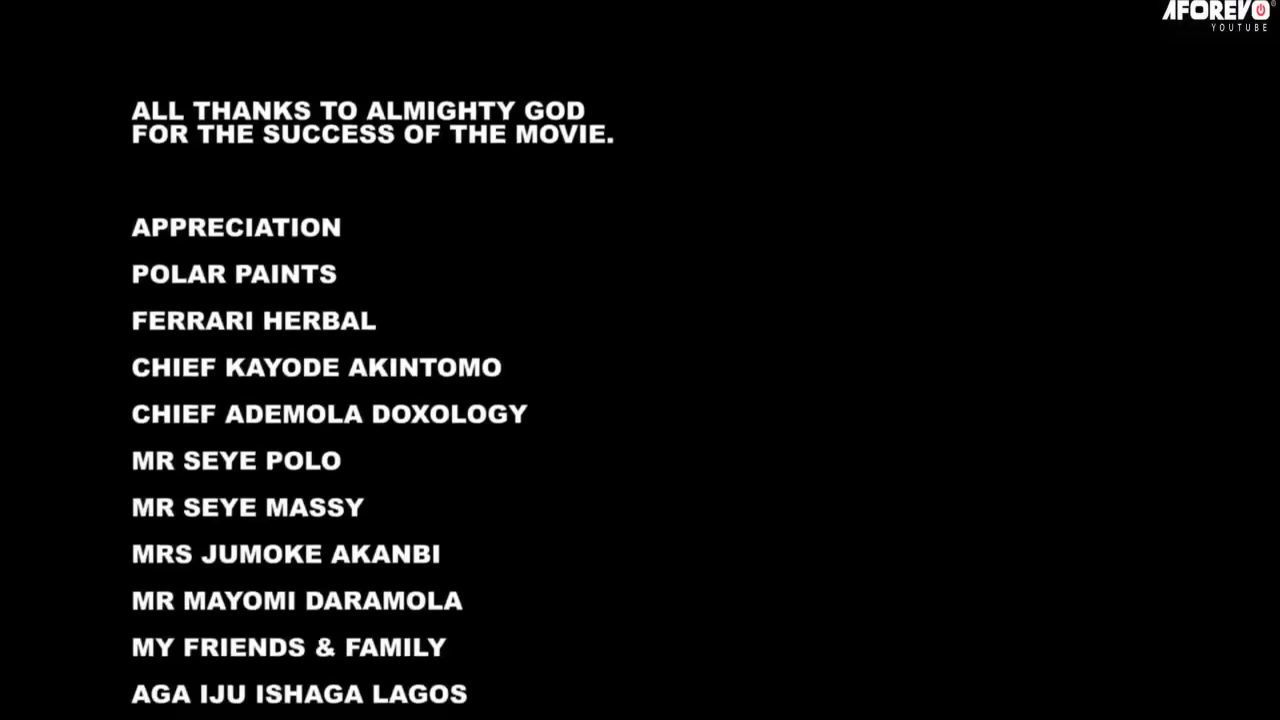 AFOREVO
YOUTUBE
ALL THANKS TO ALMIGHTY GOD
FOR THE SUCCESS OF THE MOVIE.
APPRECIATION
POLAR PAINTS
FERRARI HERBAL
CHIEF KAYODE AKINTOMO
CHIEF ADEMOLA DOXOLOGY
MR SEYE POLO
MR SEYE MASSY
MRS JUMOKE AKANBI
MR MAYOMI DARAMOLA
MY FRIENDS & FAMILY
AGA IJU ISHAGA LAGOS